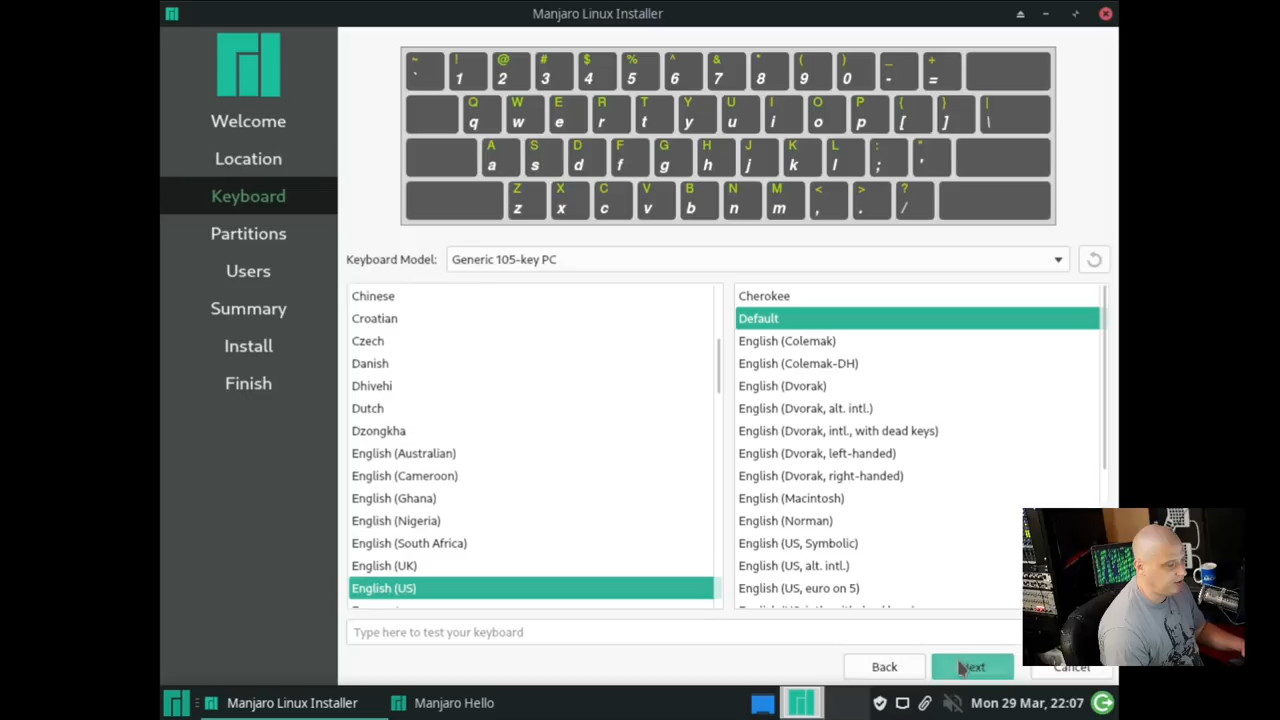 Manjaro Linux Installer
Welcome
Location
Keyboard
Partitions
Users
Summary
Install
Finish
~ ! @ # $ % ^ & * ( ) _ +
` 1 2 3 4 5 6 7 8 9 0 - =
Q W E R T Y U I O P { } |
q w e r t y u i o p [ ] \
A S D F G H J K L : "
a s d f g h j k l ; '
Z X C V B N M < > ?
z x c v b n m , . /
Keyboard Model: Generic 105-key PC
Chinese
Croatian
Czech
Danish
Dhivehi
Dutch
Dzongkha
English (Australian)
English (Cameroon)
English (Ghana)
English (Nigeria)
English (South Africa)
English (UK)
English (US)
Cherokee
Default
English (Colemak)
English (Colemak-DH)
English (Dvorak)
English (Dvorak, alt. intl.)
English (Dvorak, intl., with dead keys)
English (Dvorak, left-handed)
English (Dvorak, right-handed)
English (Macintosh)
English (Norman)
English (US, Symbolic)
English (US, alt. intl.)
English (US, euro on 5)
Type here to test your keyboard
Back
Next
Cancel
Manjaro Linux Installer
Manjaro Hello
Mon 29 Mar, 22:07